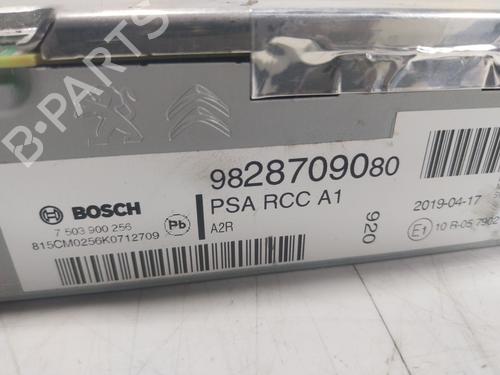 B-PARTS
BOSCH
7 503 900 256
815CM0256K0712709
Pb
9828709080
PSA RCC A1
A2R
920
2019-04-17
E1 10 R-05 7902